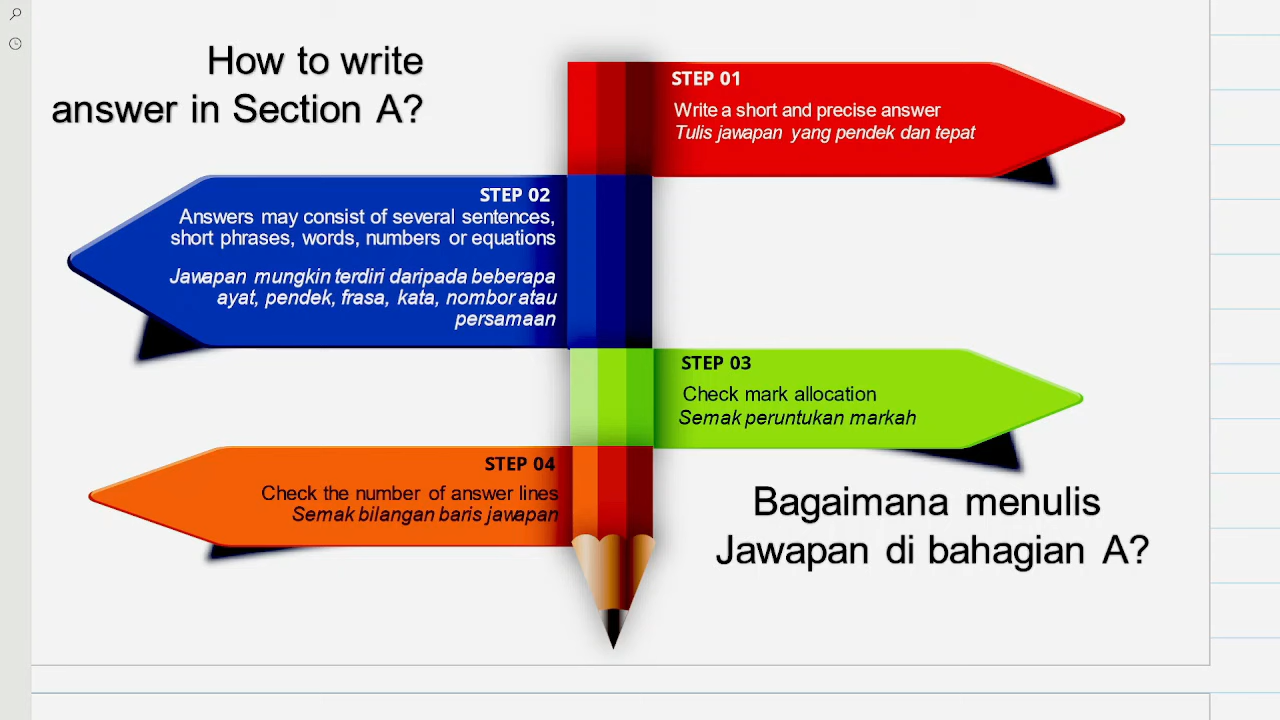 How to write
answer in Section A?
STEP 01
Write a short and precise answer
Tulis jawapan yang pendek dan tepat
STEP 02
Answers may consist of several sentences,
short phrases, words, numbers or equations
Jawapan mungkin terdiri daripada beberapa
ayat, pendek, frasa, kata, nombor atau
persamaan
STEP 03
Check mark allocation
Semak peruntukan markah
STEP 04
Check the number of answer lines
Semak bilangan baris jawapan
Bagaimana menulis
Jawapan di bahagian A?